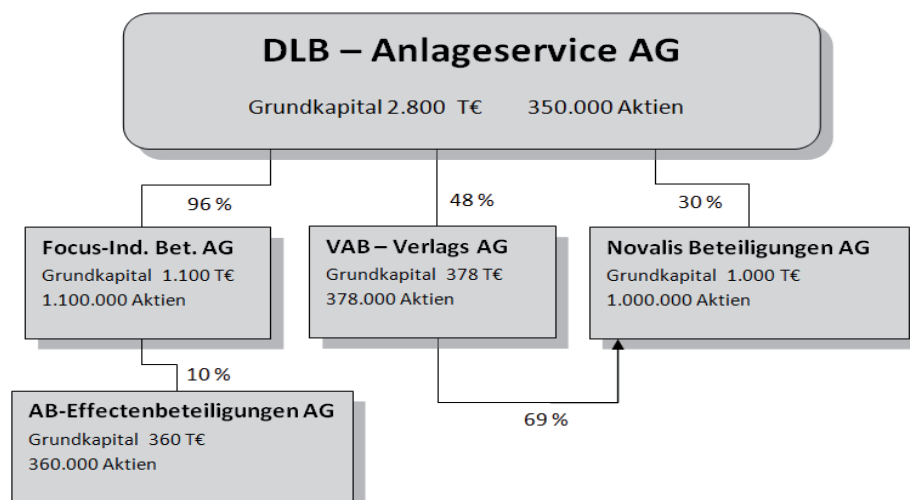 DLB – Anlageservice AG
Grundkapital 2.800 T€ 350.000 Aktien
96 %
48 %
30 %
Focus-Ind. Bet. AG
Grundkapital 1.100 T€
1.100.000 Aktien
VAB – Verlags AG
Grundkapital 378 T€
378.000 Aktien
Novalis Beteiligungen AG
Grundkapital 1.000 T€
1.000.000 Aktien
10 %
69 %
AB-Effectenbeteiligungen AG
Grundkapital 360 T€
360.000 Aktien